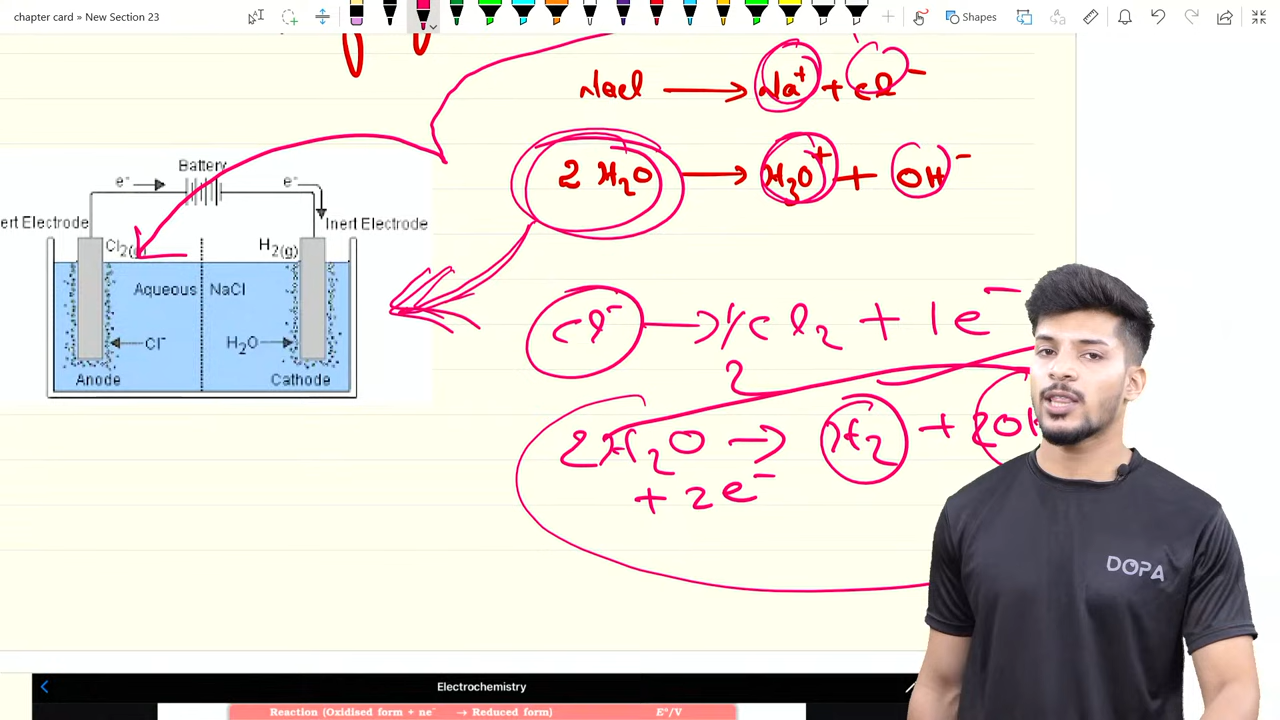 chapter card » New Section 23
Shapes
NaCl → Na⁺ + Cl⁻
2 H₂O → H₃O⁺ + OH⁻
Battery
e⁻ e⁻
ert Electrode Inert Electrode
Cl₂ H₂(g)
Aqueous NaCl
Cl⁻ H₂O
Anode Cathode
Cl⁻ → 1/2 Cl₂ + 1e⁻
2H₂O → H₂ + 2OH
+ 2e⁻
DOPA
Electrochemistry
Reaction (Oxidised form + ne⁻ → Reduced form) E°/V